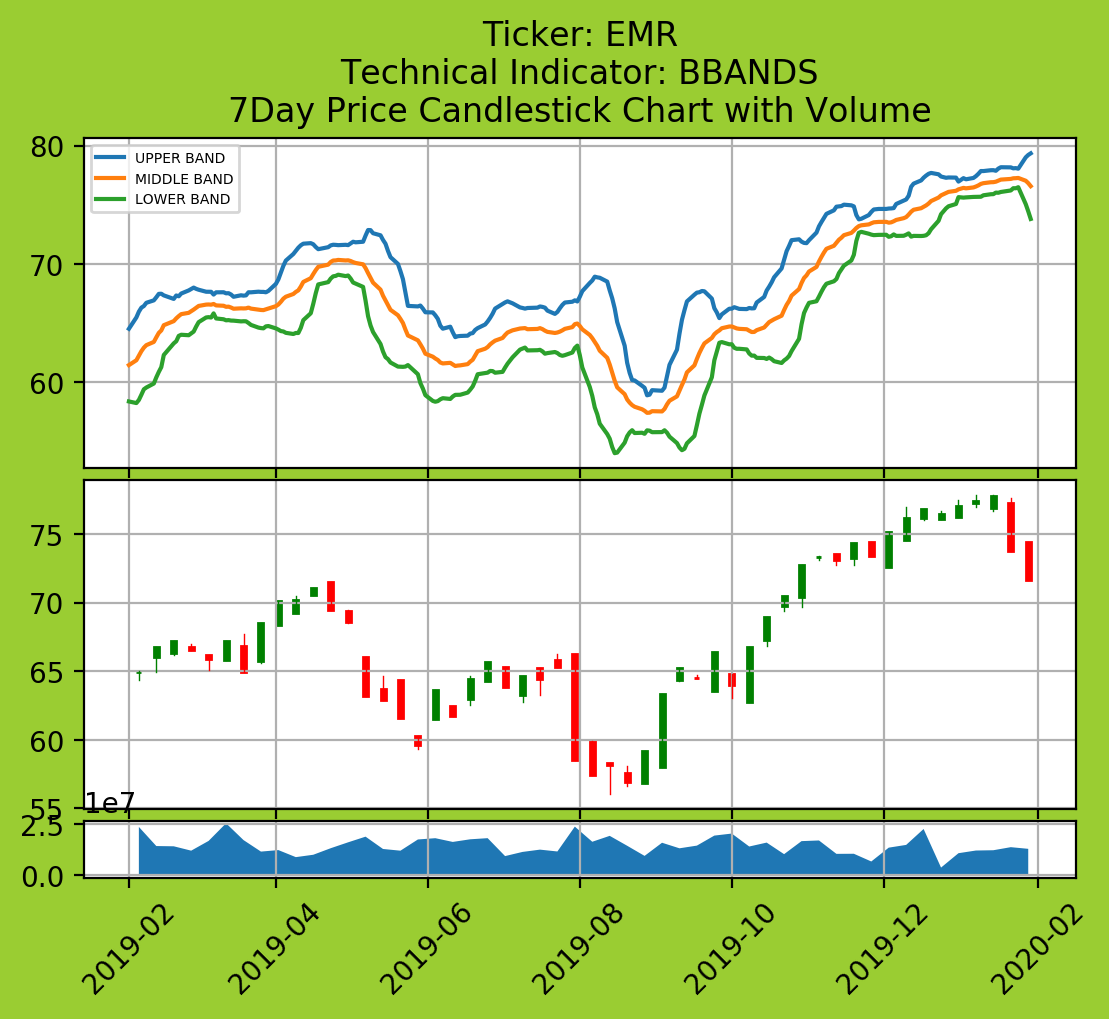 Ticker: EMR
Technical Indicator: BBANDS
7Day Price Candlestick Chart with Volume
80
UPPER BAND
MIDDLE BAND
LOWER BAND
70
60
75
70
65
60
55
1e7
2.5
0.0
2019-02
2019-04
2019-06
2019-08
2019-10
2019-12
2020-02